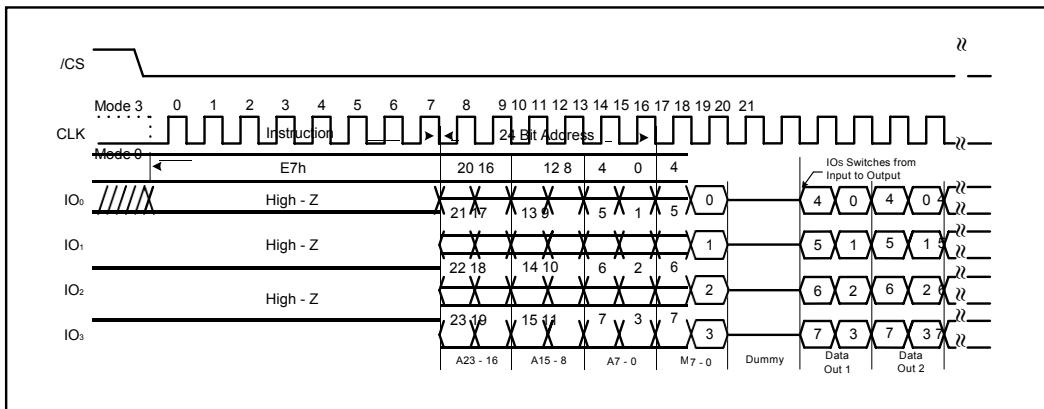 /CS
Mode 3 0 1 2 3 4 5 6 7 8 9 10 11 12 13 14 15 16 17 18 19 20 21
CLK Instruction 24 Bit Address
Mode 0
E7h 20 16 12 8 4 0 4 IOs Switches from
Input to Output
IO0 High - Z 0 4 0 4 0 4
21 17 13 9 5 1 5
IO1 High - Z 1 5 1 5 1 5
22 18 14 10 6 2 6
IO2 High - Z 2 6 2 6 2 6
23 19 15 11 7 3 7
IO3 3 7 3 7 3 7
A23 - 16 A15 - 8 A7 - 0 M7 - 0 Dummy Data
Out 1 Data
Out 2